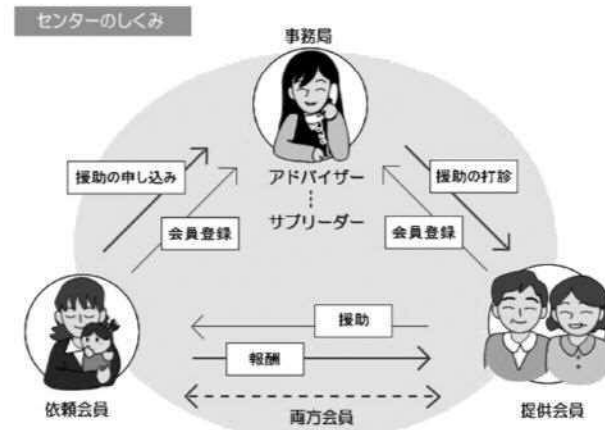 センターのしくみ
事務局
援助の申し込み
アドバイザー
援助の打診
会員登録
サブリーダー
会員登録
援助
報酬
依頼会員
両方会員
提供会員